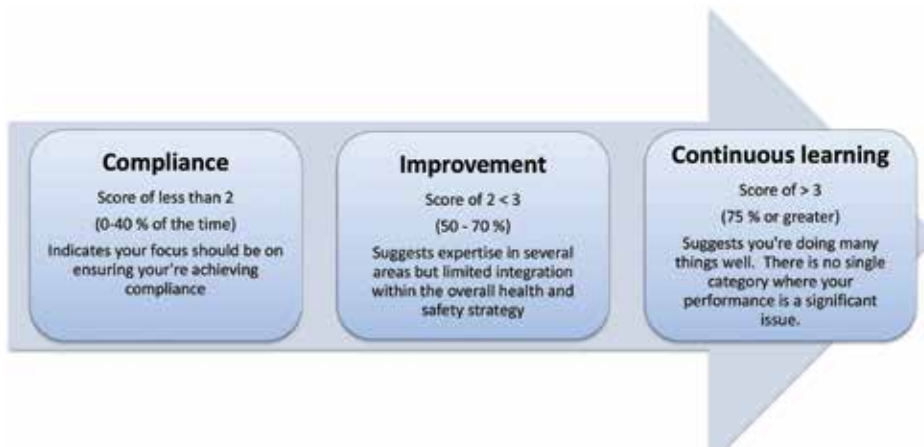 Compliance
Score of less than 2
(0-40 % of the time)
Indicates your focus should be on
ensuring your're achieving
compliance
Improvement
Score of 2 < 3
(50 - 70 %)
Suggests expertise in several
areas but limited integration
within the overall health and
safety strategy
Continuous learning
Score of > 3
(75 % or greater)
Suggests you're doing many
things well.  There is no single
category where your
performance is a significant
issue.